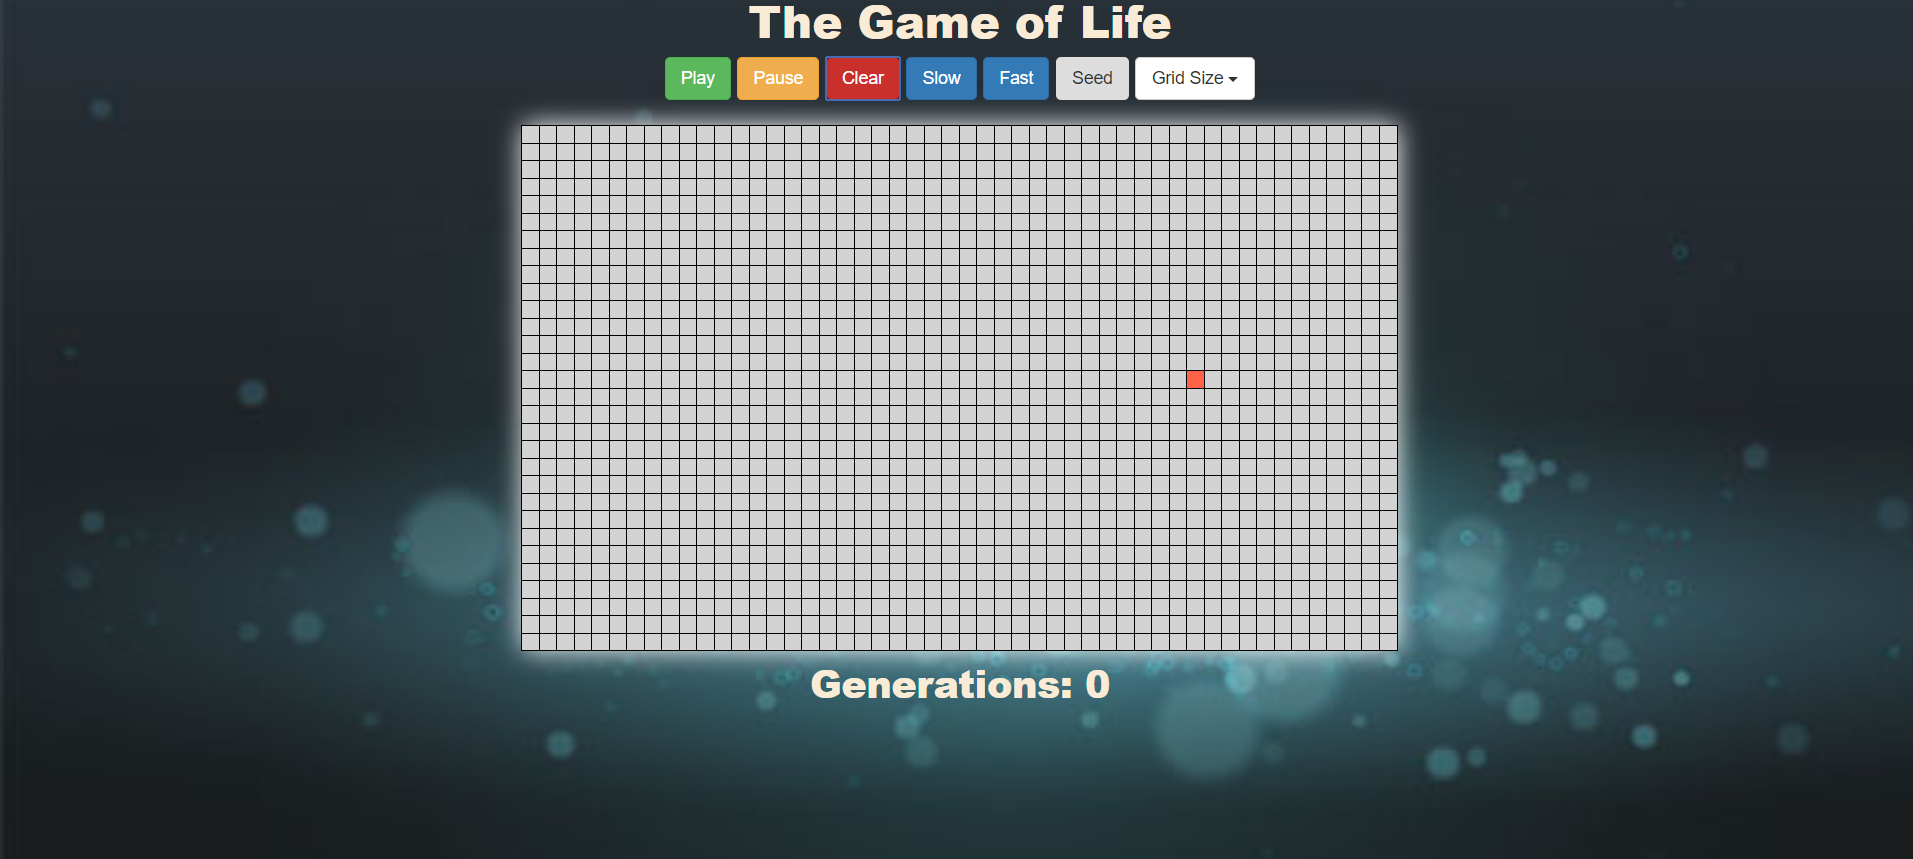 The Game of Life
Play Pause Clear Slow Fast Seed Grid Size
Generations: 0